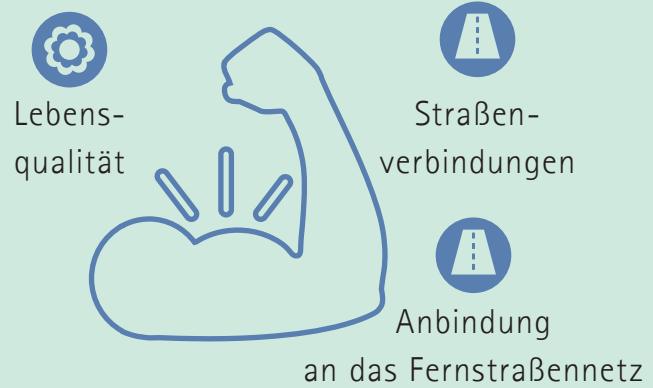 Lebens-
qualität
Straßen-
verbindungen
Anbindung
an das Fernstraßennetz